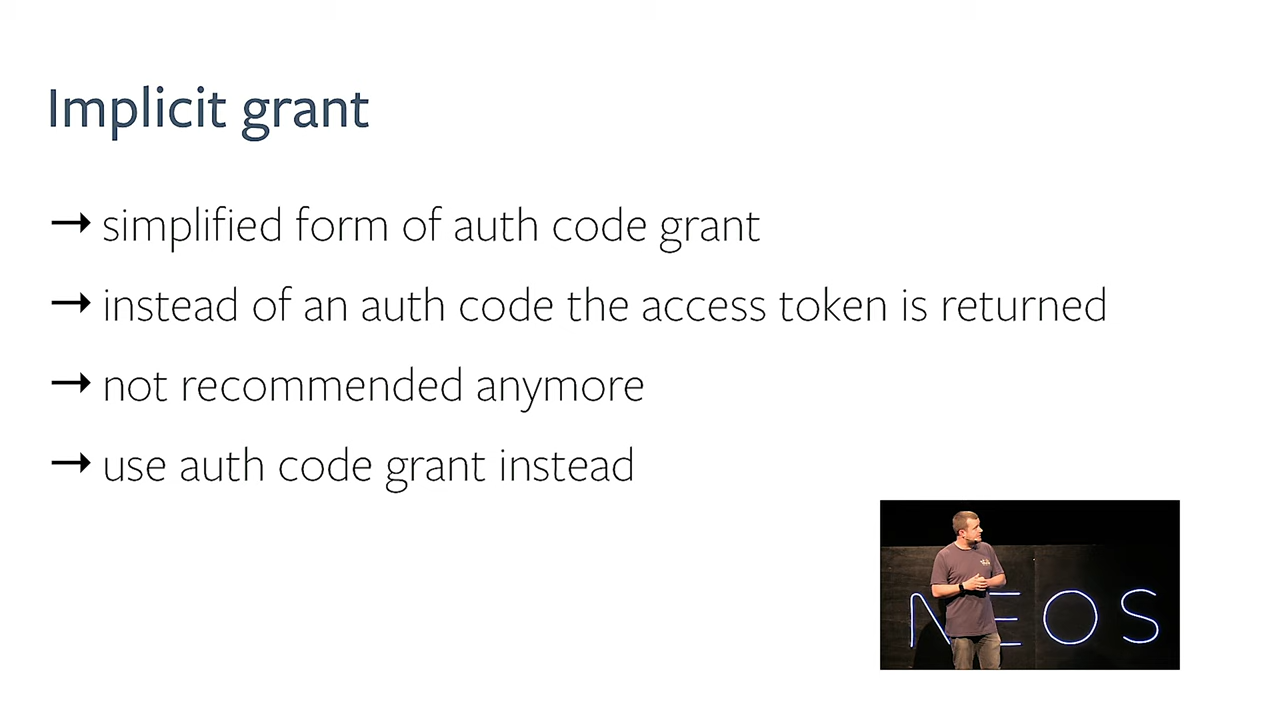 Implicit grant
→ simplified form of auth code grant
→ instead of an auth code the access token is returned
→ not recommended anymore
→ use auth code grant instead
NEOS